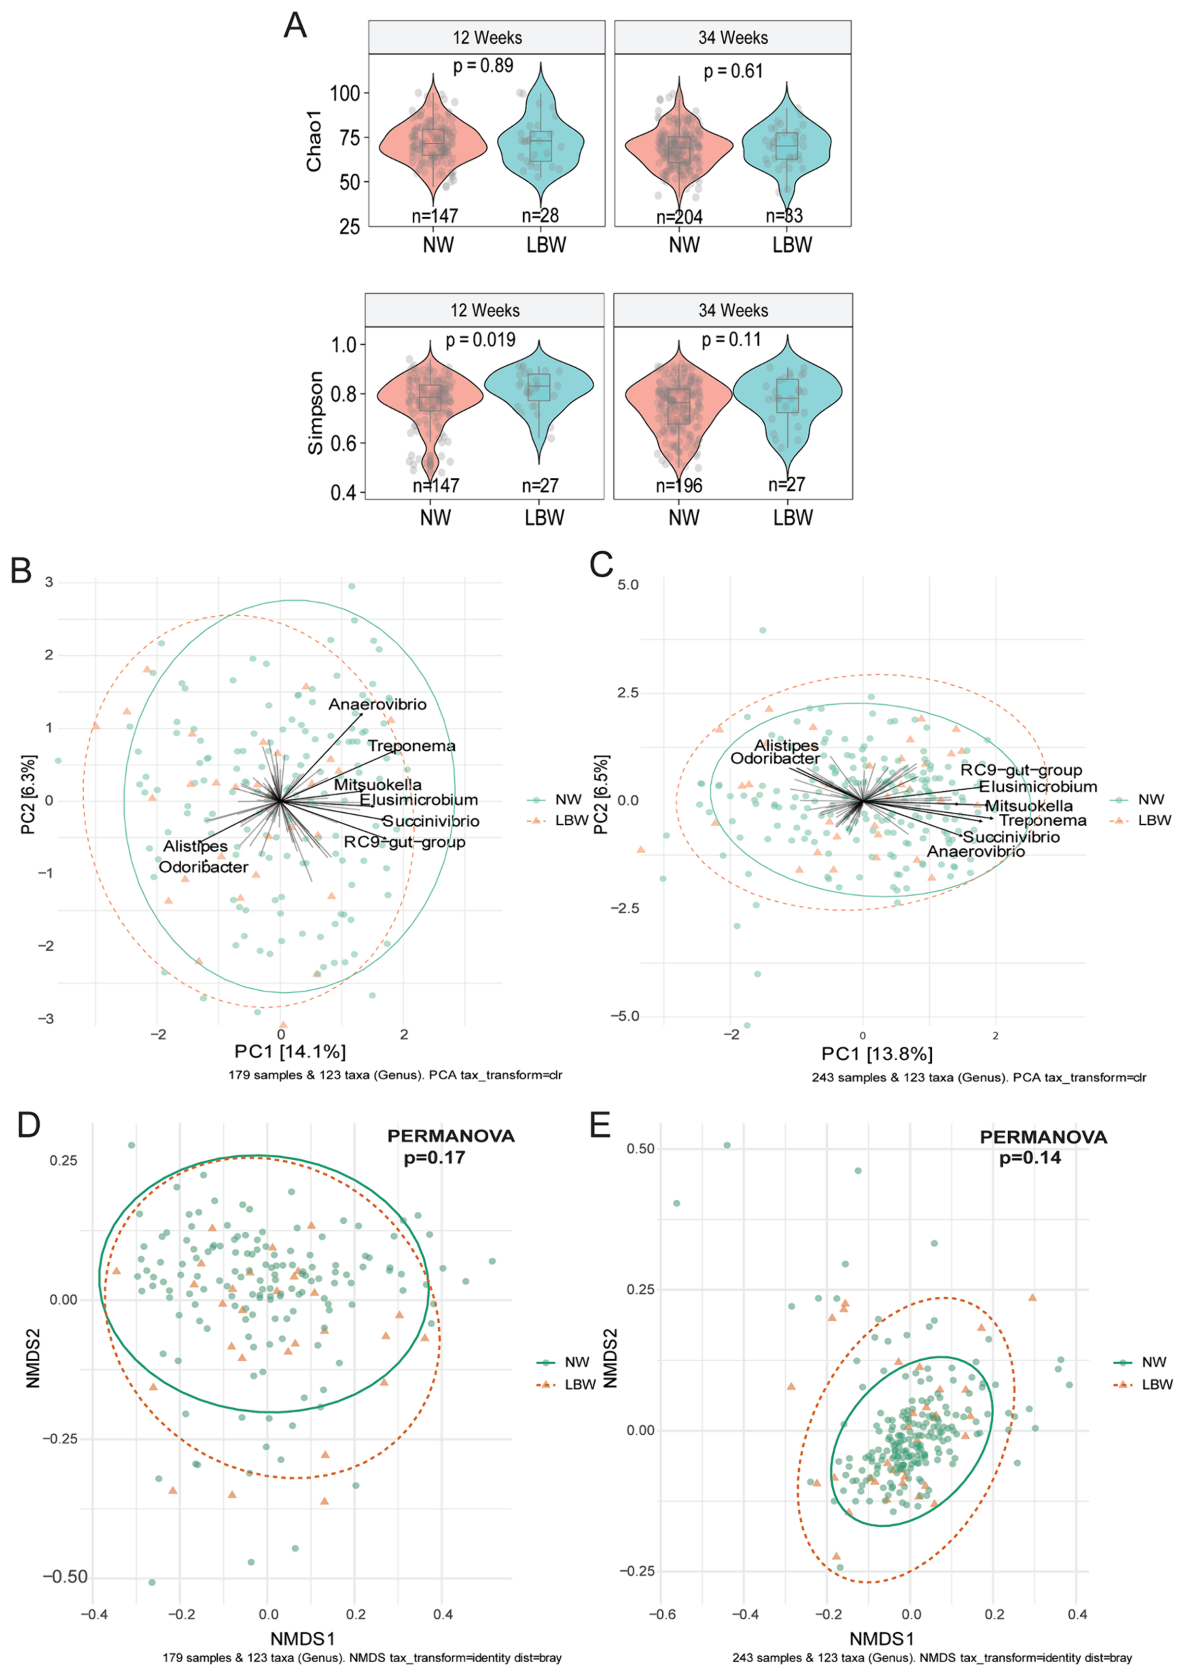 A
12 Weeks
34 Weeks
p = 0.89
p = 0.61
Chao1
100
75
50
25
n=147
n=28
n=204
n=33
NW
LBW
NW
LBW
12 Weeks
34 Weeks
p = 0.019
p = 0.11
Simpson
1.0
0.8
0.6
0.4
n=147
n=27
n=196
n=27
NW
LBW
NW
LBW
B
PC2 [6.3%]
3
2
1
0
−1
−2
−3
Anaerovibrio
Treponema
Mitsuokella
Elusimicrobium
Succinivibrio
RC9−gut−group
Alistipes
Odoribacter
NW
LBW
−2
0
2
PC1 [14.1%]
179 samples & 123 taxa (Genus). PCA tax_transform=clr
C
PC2 [6.5%]
5.0
2.5
0.0
−2.5
−5.0
Alistipes
Odoribacter
RC9−gut−group
Elusimicrobium
Mitsuokella
Treponema
Succinivibrio
Anaerovibrio
NW
LBW
−2
0
2
PC1 [13.8%]
243 samples & 123 taxa (Genus). PCA tax_transform=clr
D
PERMANOVA
p=0.17
NMDS2
0.25
0.00
−0.25
−0.50
NW
LBW
−0.4
−0.2
0.0
0.2
0.4
NMDS1
179 samples & 123 taxa (Genus). NMDS tax_transform=identity dist=bray
E
PERMANOVA
p=0.14
NMDS2
0.50
0.25
0.00
−0.25
NW
LBW
−0.6
−0.4
−0.2
0.0
0.2
0.4
NMDS1
243 samples & 123 taxa (Genus). NMDS tax_transform=identity dist=bray